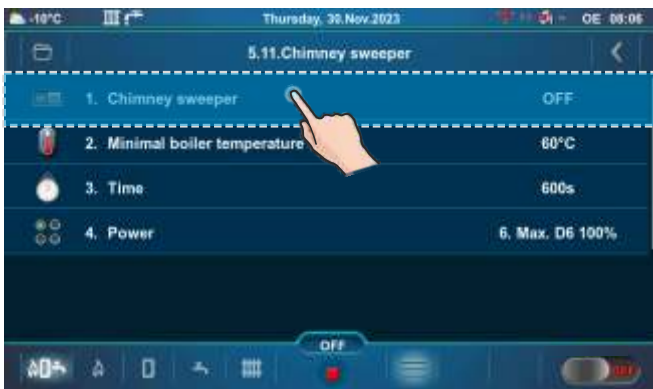 -10°C Thursday, 30.Nov.2023 OE 08:06
5.11.Chimney sweeper
1. Chimney sweeper OFF
2. Minimal boiler temperature 60°C
3. Time 600s
4. Power 6. Max. D6 100%
OFF
OFF